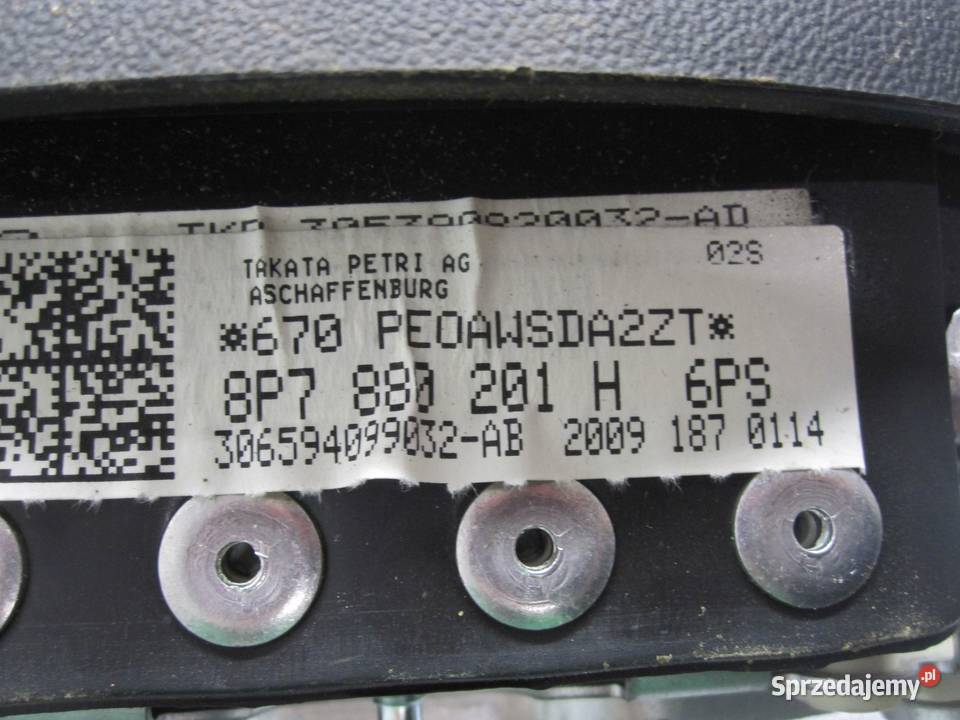 02S
TAKATA PETRI AG
ASCHAFFENBURG
*670 PEOAWSDA2ZT*
8P7 880 201 H 6PS
306594099032-AB 2009 187 0114
Sprzedajemy.pl